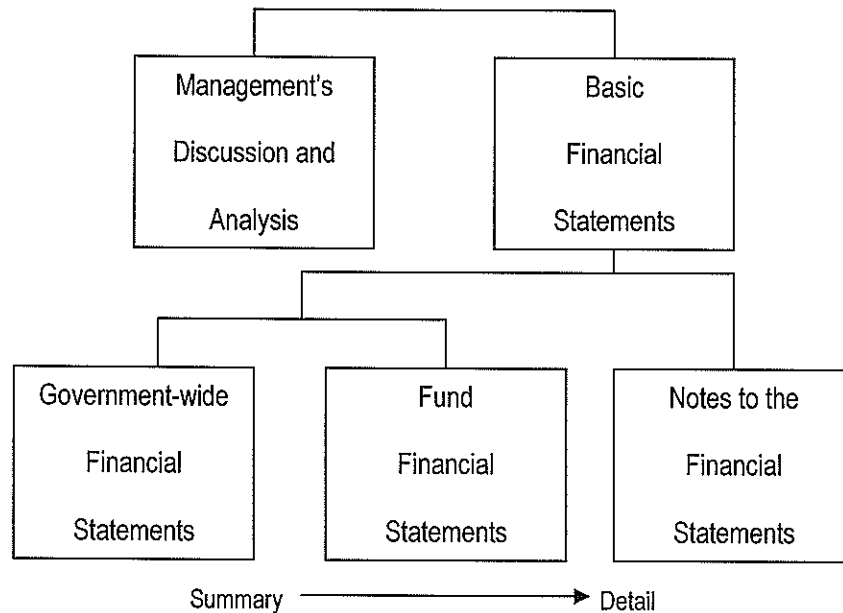 Management's
Discussion and
Analysis
Basic
Financial
Statements
Government-wide
Financial
Statements
Fund
Financial
Statements
Notes to the
Financial
Statements
Summary
Detail